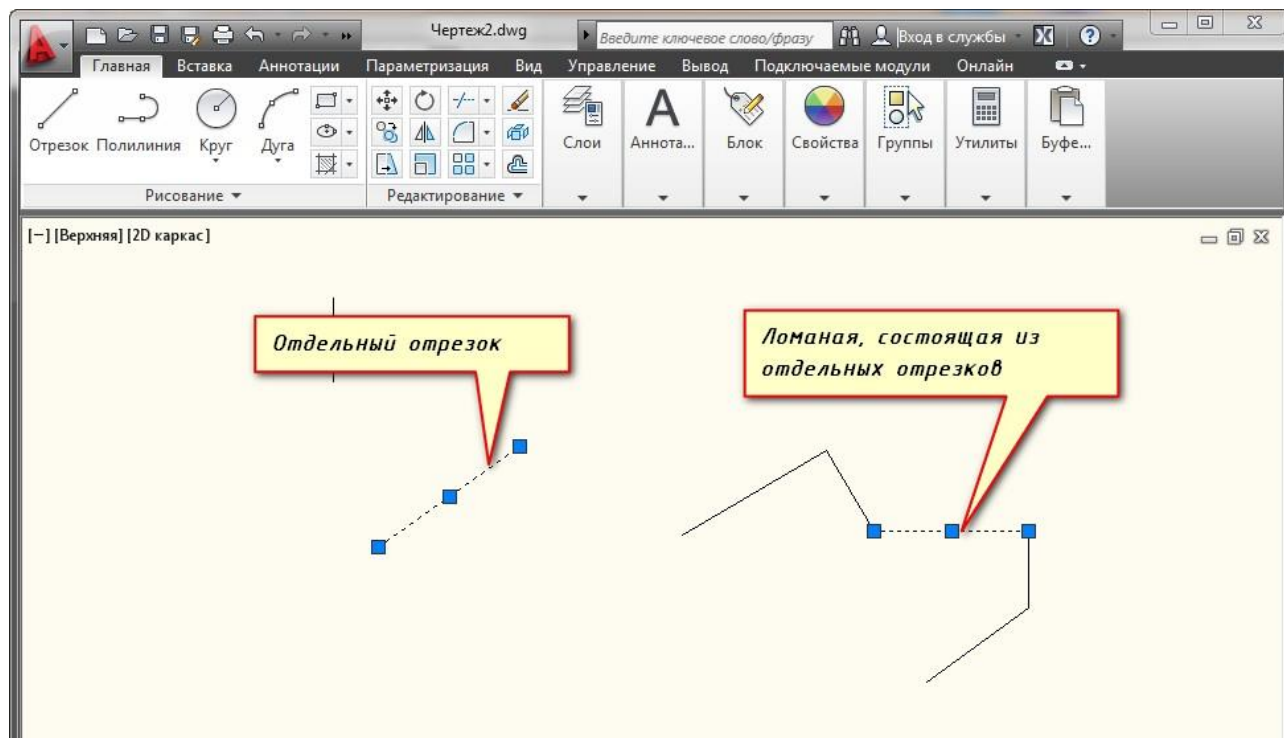 Чертеж2.dwg
Введите ключевое слово/фразу
Вход в службы
Главная Вставка Аннотации Параметризация Вид Управление Вывод Подключаемые модули Онлайн
Отрезок Полилиния Круг Дуга
Слои Аннота... Блок Свойства Группы Утилиты Буфе...
Рисование Редактирование
[−] [Верхняя] [2D каркас]
Отдельный отрезок
Ломаная, состоящая из
отдельных отрезков